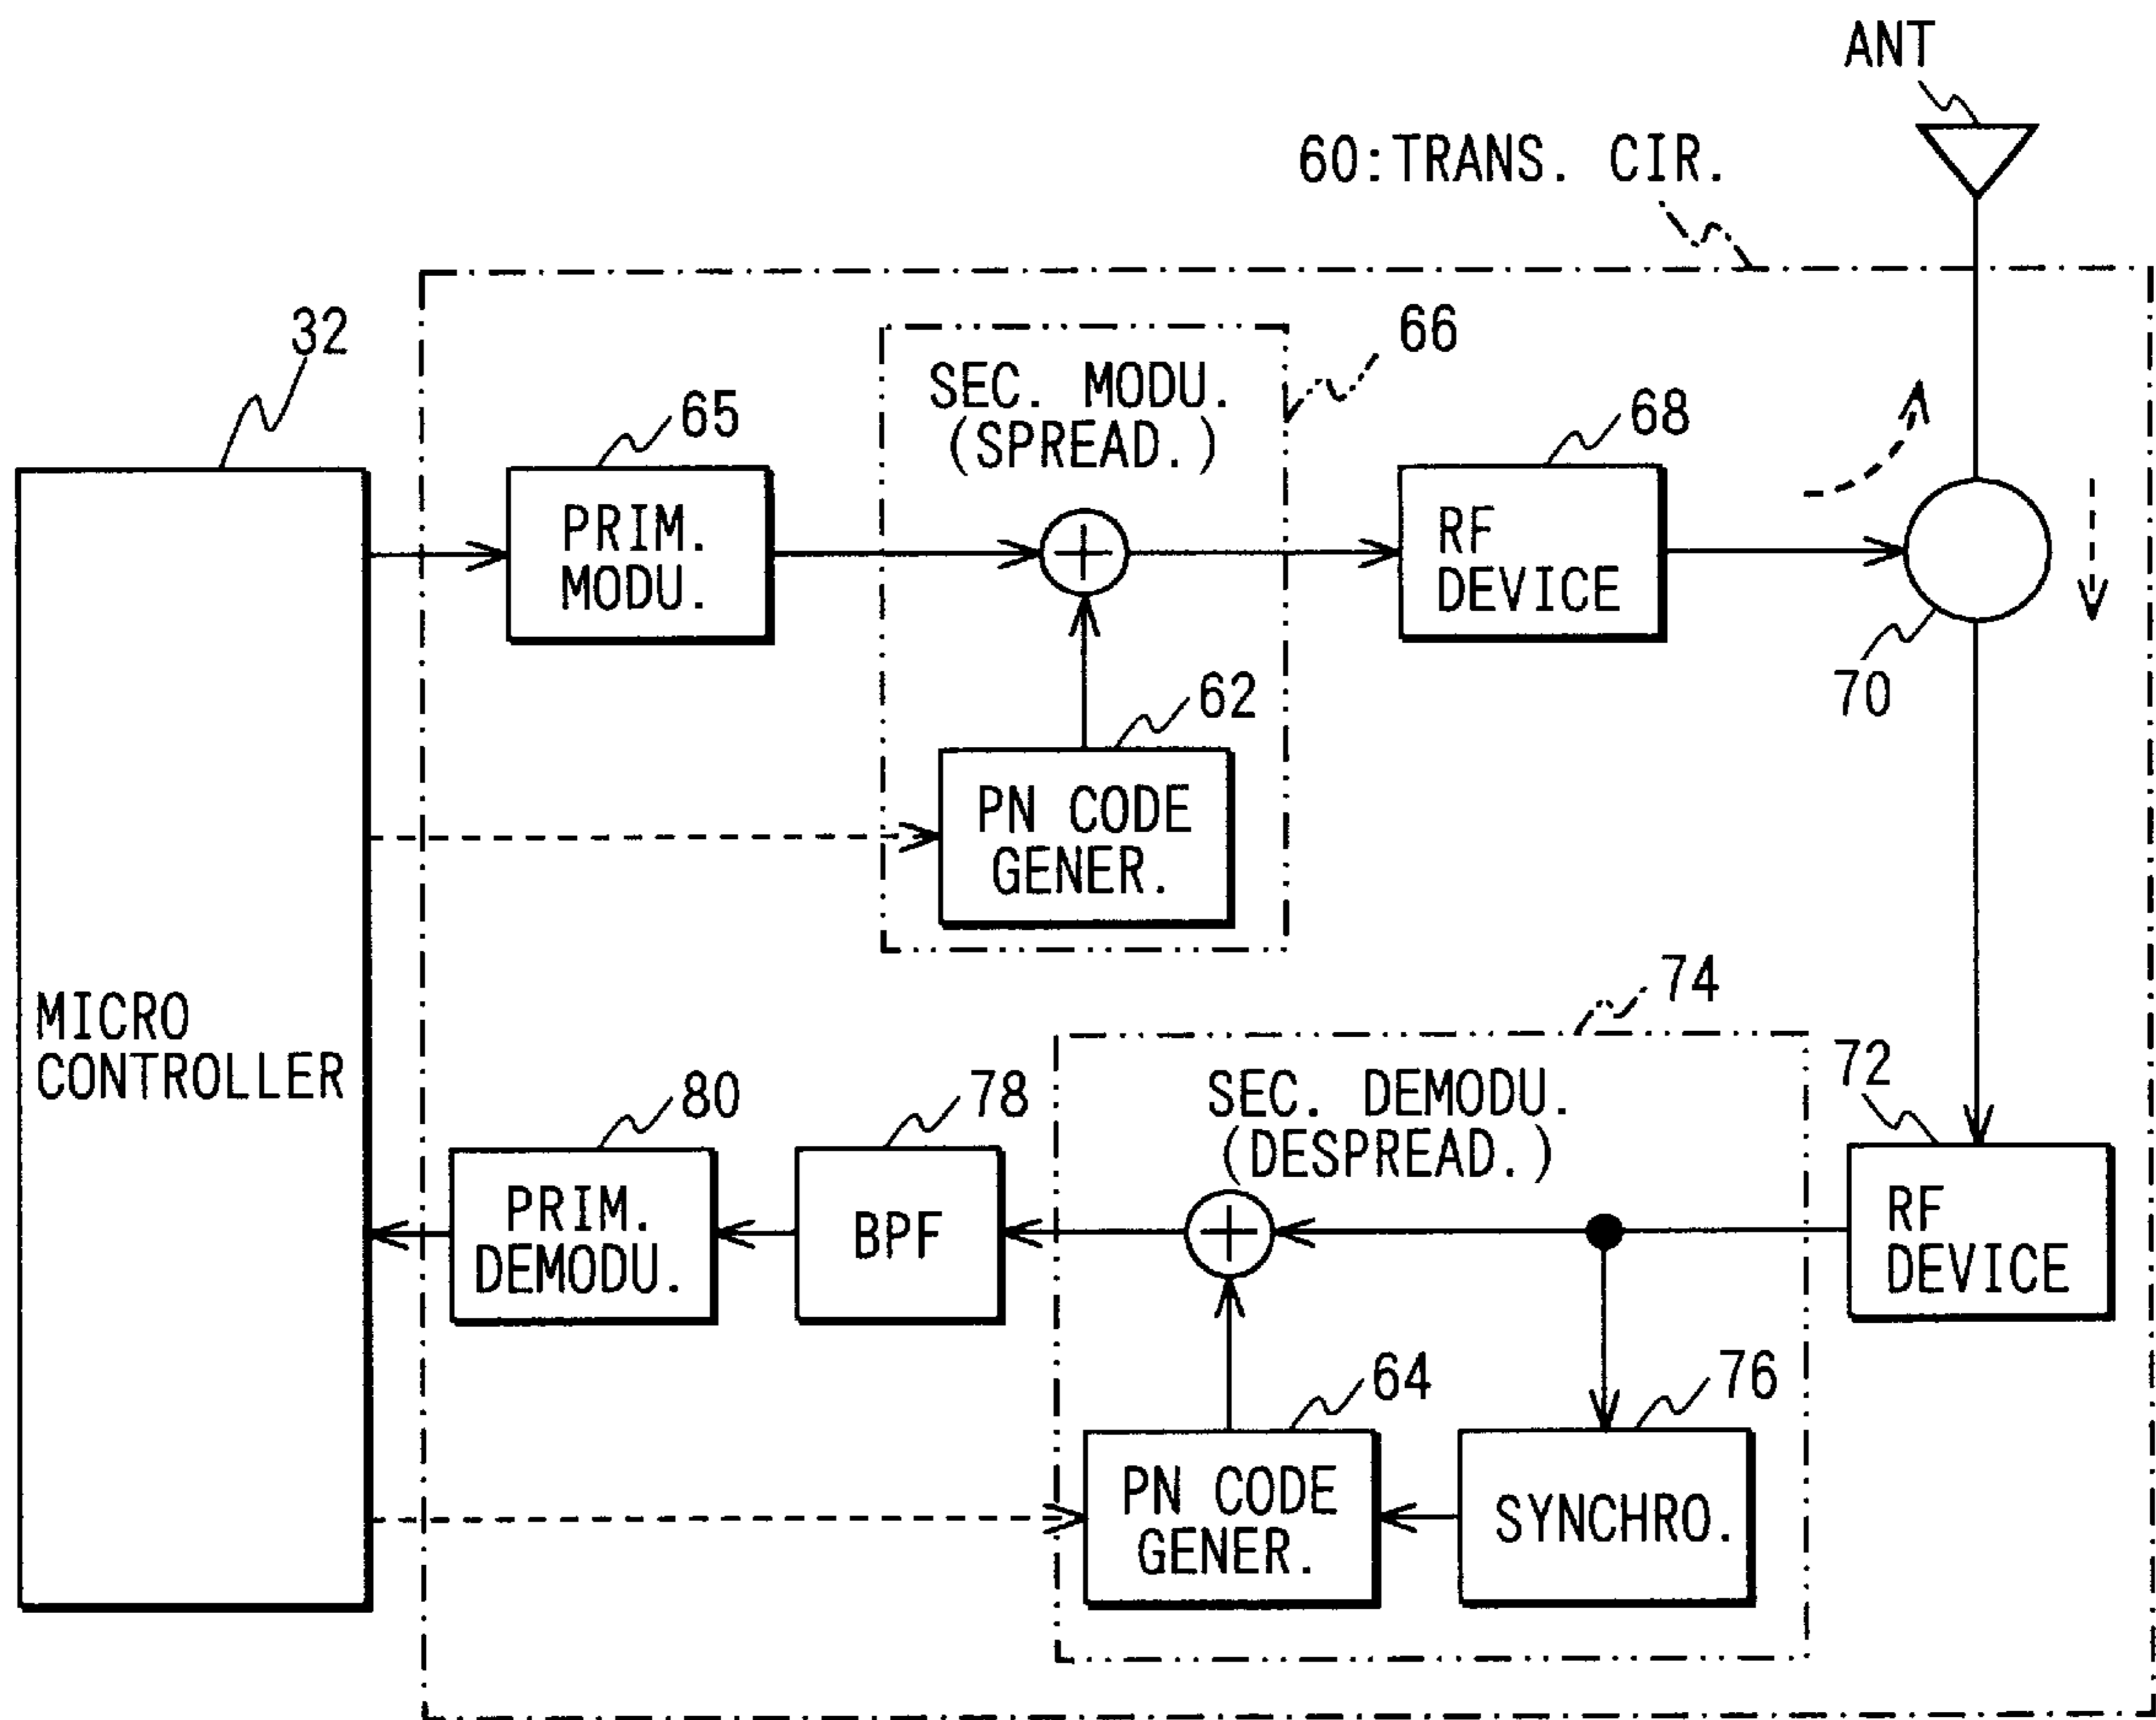 ANT
60:TRANS. CIR.
32
66
SEC. MODU.
(SPREAD.)
65
68
PRIM.
MODU.
RF
DEVICE
70
62
PN CODE
GENER.
74
MICRO
CONTROLLER
72
80
78
SEC. DEMODU.
(DESPREAD.)
PRIM.
DEMODU.
BPF
RF
DEVICE
64
76
PN CODE
GENER.
SYNCHRO.